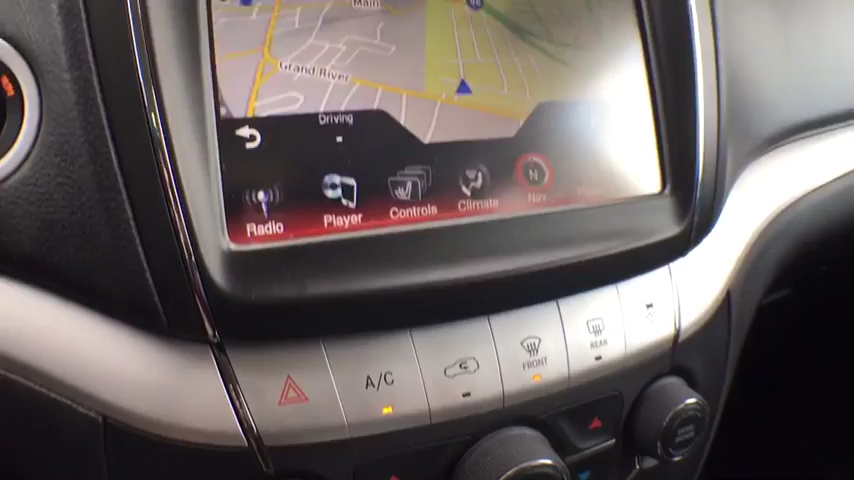 Main
Grand River
Driving
Radio
Player
Controls
Climate
Nav
N
A/C
FRONT
REAR